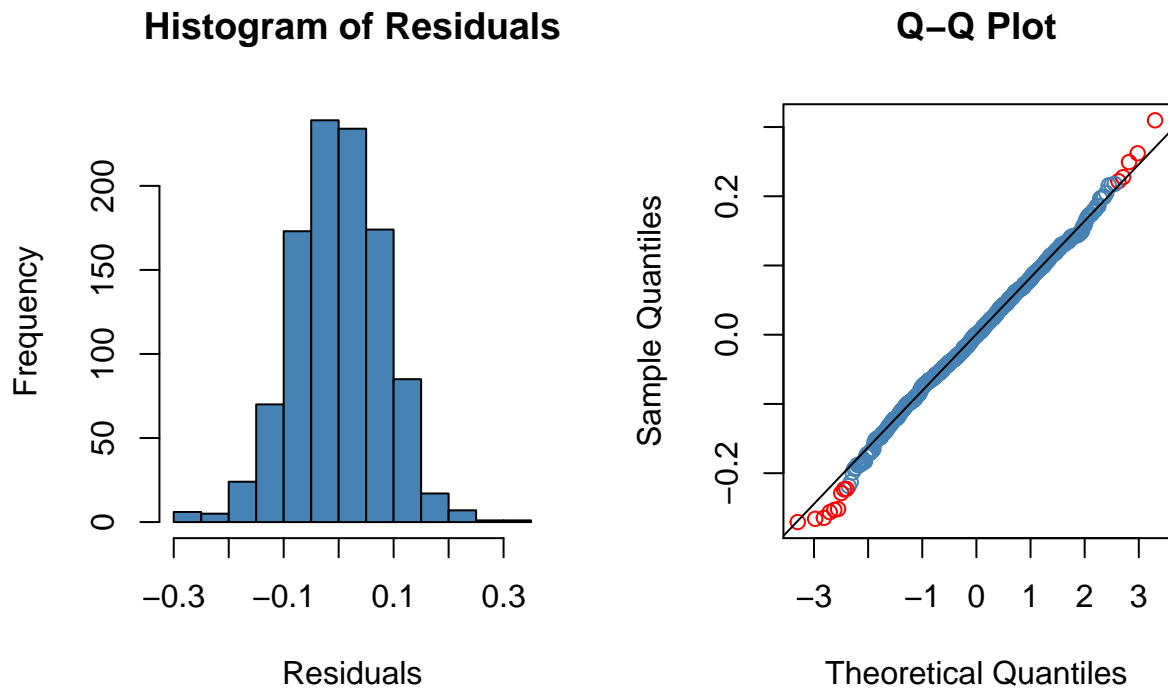 Histogram of Residuals
Frequency
200
150
100
50
0
−0.3 −0.1 0.1 0.3
Residuals
Q−Q Plot
Sample Quantiles
0.2
0.0
−0.2
−3 −1 0 1 2 3
Theoretical Quantiles